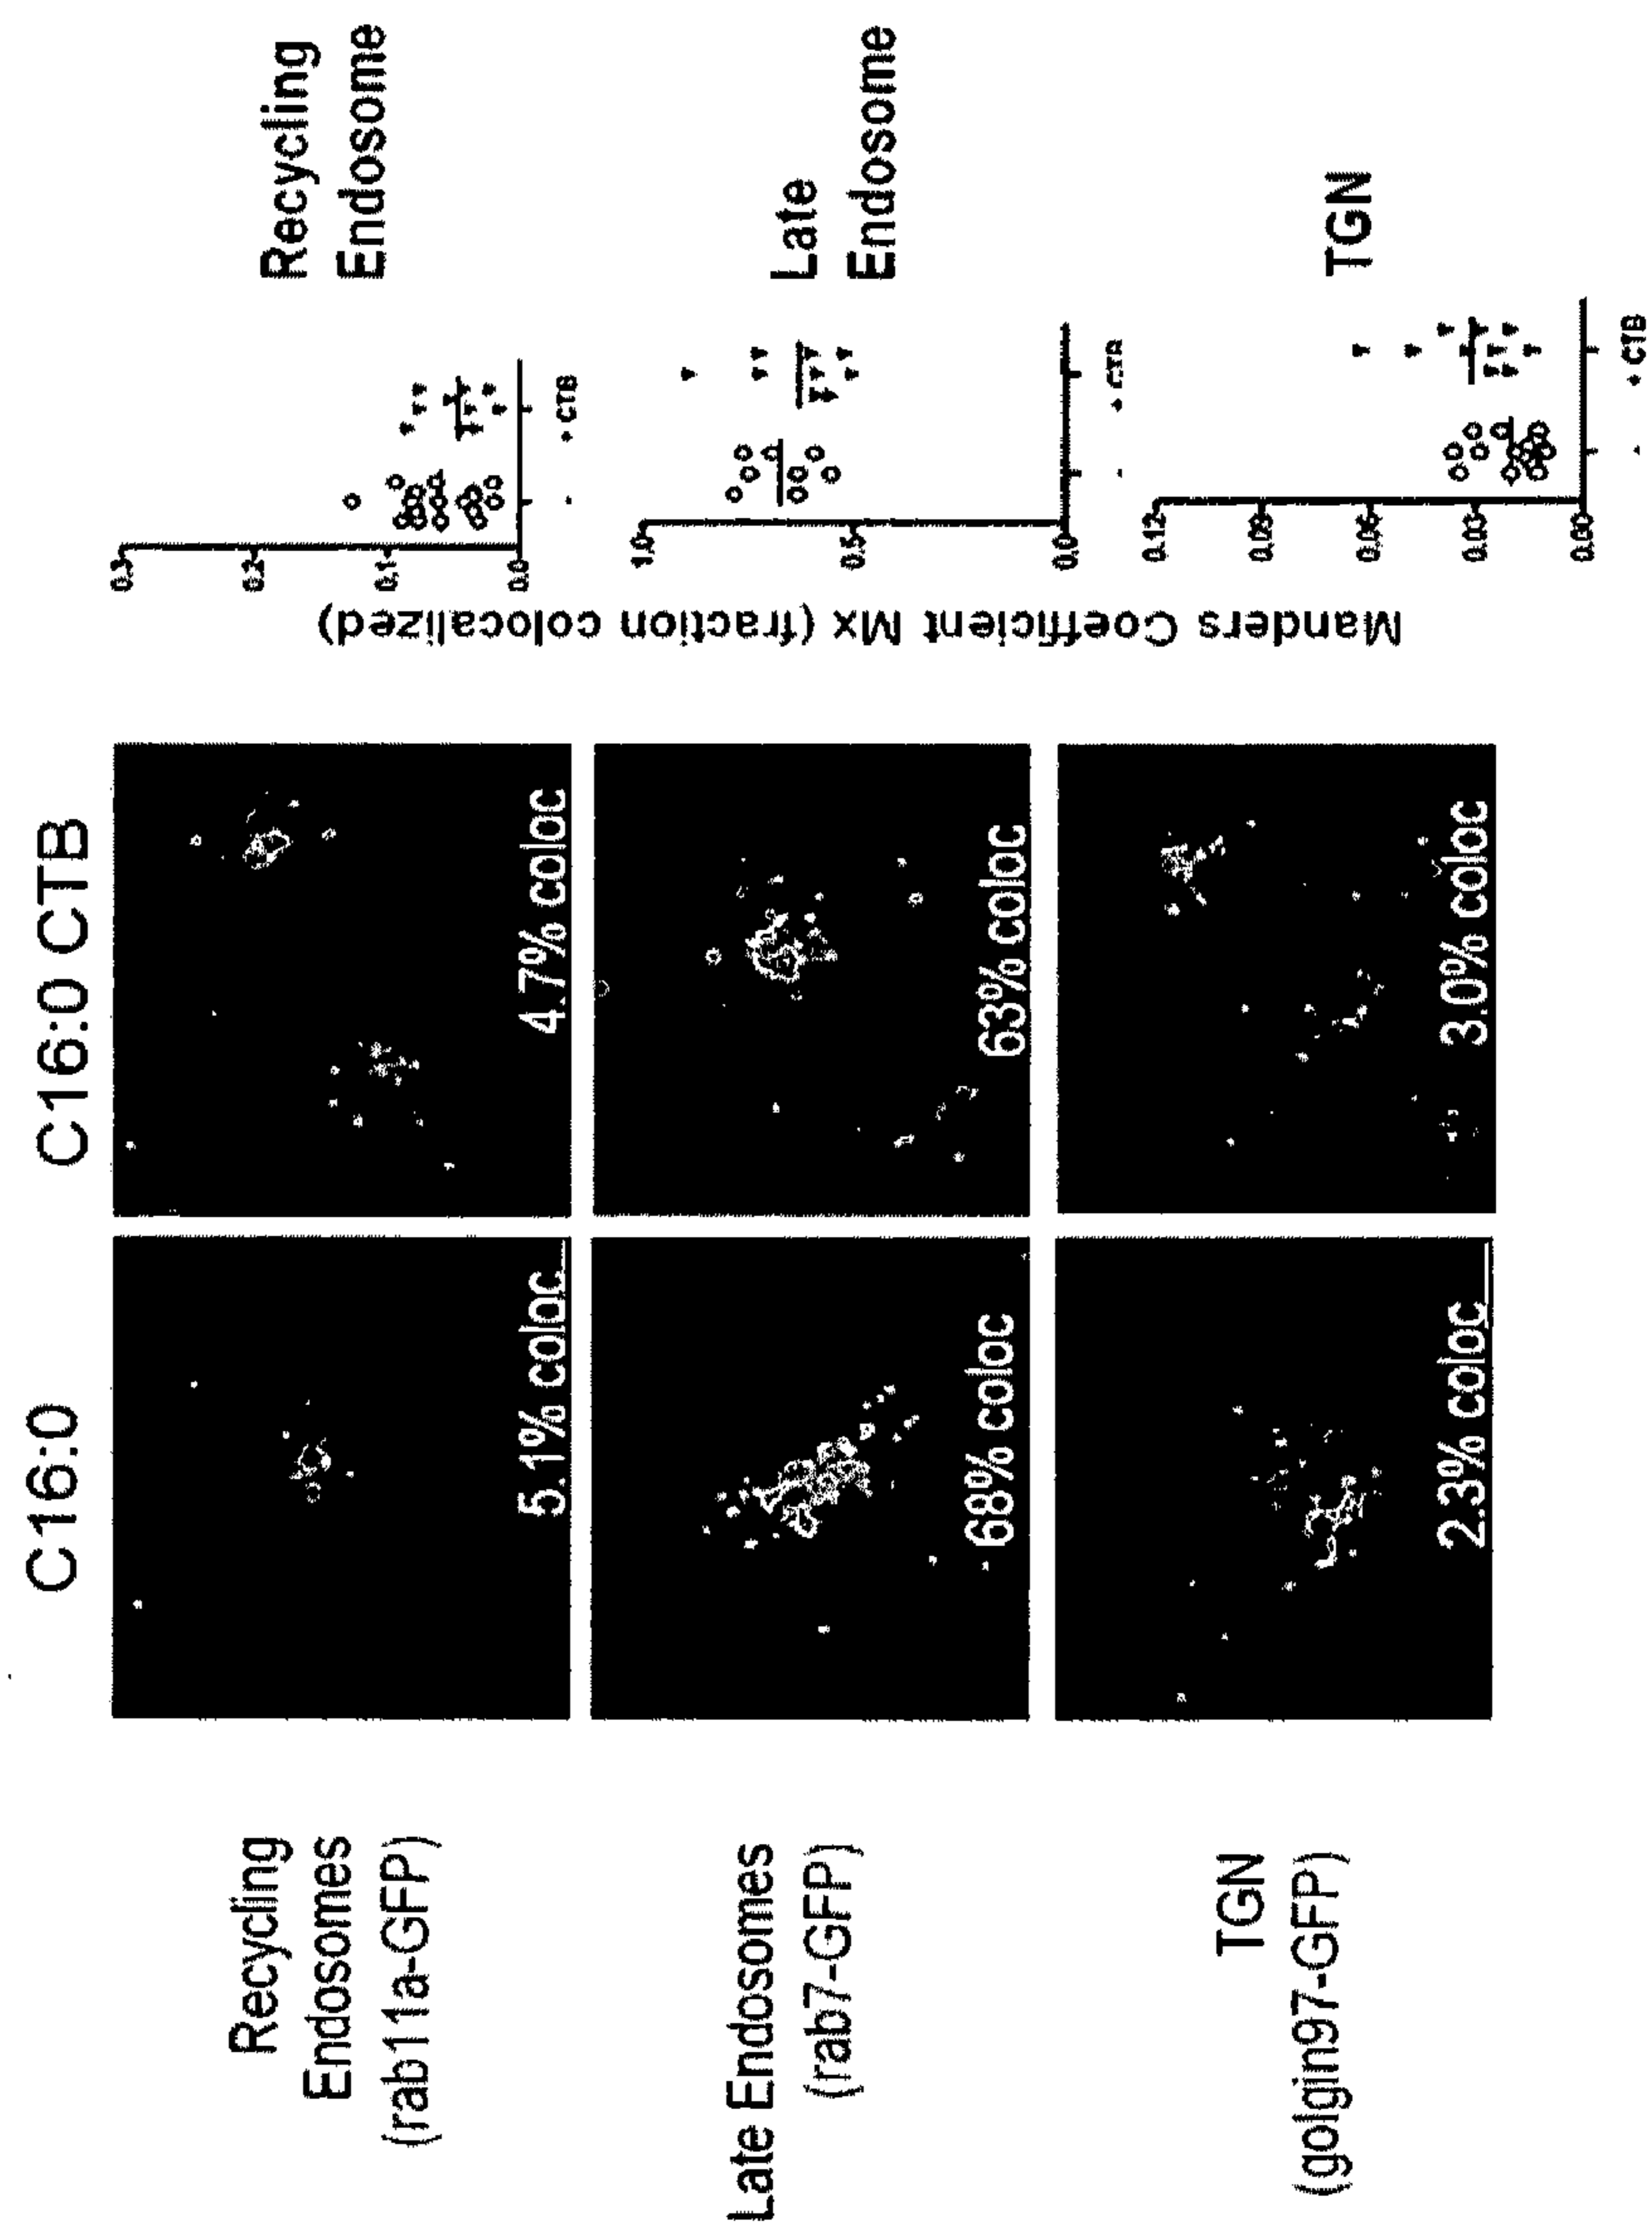 C16:0
C16:0 CTB
Recycling
Endosomes
(rab11a-GFP)
5.1% coloc
4.7% coloc
0.3
0.2
0.1
0.0
- + CTB
Recycling
Endosome
Late Endosomes
(rab7-GFP)
68% coloc
63% coloc
Manders Coefficient Mx (fraction colocalized)
1.0
0.5
0.0
- + CTB
Late
Endosome
TGN
(golgin97-GFP)
2.3% coloc
3.0% coloc
0.12
0.09
0.06
0.03
0.00
- + CTB
TGN